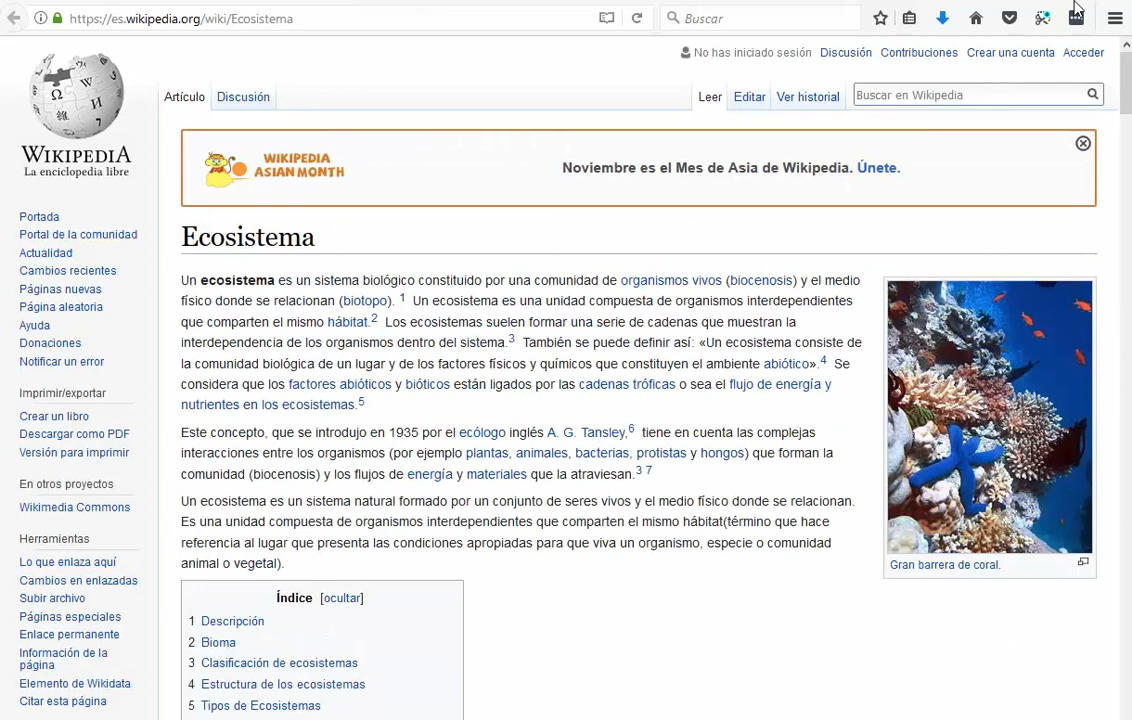 https://es.wikipedia.org/wiki/Ecosistema
Buscar
No ha iniciado sesión Discusión Contribuciones Crear una cuenta Acceder
Artículo Discusión Leer Editar Ver historial Buscar en Wikipedia
WIKIPEDIA
La enciclopedia libre
WIKIPEDIA
ASIAN MONTH
Noviembre es el Mes de Asia de Wikipedia. Únete.
Portada
Portal de la comunidad
Actualidad
Cambios recientes
Páginas nuevas
Página aleatoria
Ayuda
Donaciones
Notificar un error
Imprimir/exportar
Crear un libro
Descargar como PDF
Versión para imprimir
En otros proyectos
Wikimedia Commons
Herramientas
Lo que enlaza aquí
Cambios en enlazadas
Subir archivo
Páginas especiales
Enlace permanente
Información de la
página
Elemento de Wikidata
Citar esta página
Ecosistema
Un ecosistema es un sistema biológico constituido por una comunidad de organismos vivos (biocenosis) y el medio
físico donde se relacionan (biotopo). 1 Un ecosistema es una unidad compuesta de organismos interdependientes
que comparten el mismo hábitat.2 Los ecosistemas suelen formar una serie de cadenas que muestran la
interdependencia de los organismos dentro del sistema.3 También se puede definir así: «Un ecosistema consiste de
la comunidad biológica de un lugar y de los factores físicos y químicos que constituyen el ambiente abiótico».4 Se
considera que los factores abióticos y bióticos están ligados por las cadenas tróficas o sea el flujo de energía y
nutrientes en los ecosistemas.5
Este concepto, que se introdujo en 1935 por el ecólogo inglés A. G. Tansley,6 tiene en cuenta las complejas
interacciones entre los organismos (por ejemplo plantas, animales, bacterias, protistas y hongos) que forman la
comunidad (biocenosis) y los flujos de energía y materiales que la atraviesan.3 7
Un ecosistema es un sistema natural formado por un conjunto de seres vivos y el medio físico donde se relacionan.
Es una unidad compuesta de organismos interdependientes que comparten el mismo hábitat(término que hace
referencia al lugar que presenta las condiciones apropiadas para que viva un organismo, especie o comunidad
animal o vegetal).
Gran barrera de coral.
Índice [ocultar]
1 Descripción
2 Bioma
3 Clasificación de ecosistemas
4 Estructura de los ecosistemas
5 Tipos de Ecosistemas